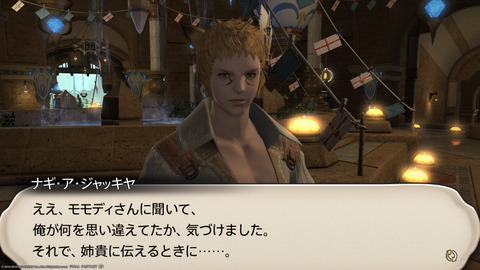 ナギ・ア・ジャッキヤ
ええ、モモディさんに聞いて、
俺が何を思い違えてたか、気づけました。
それで、姉貴に伝えるときに……。